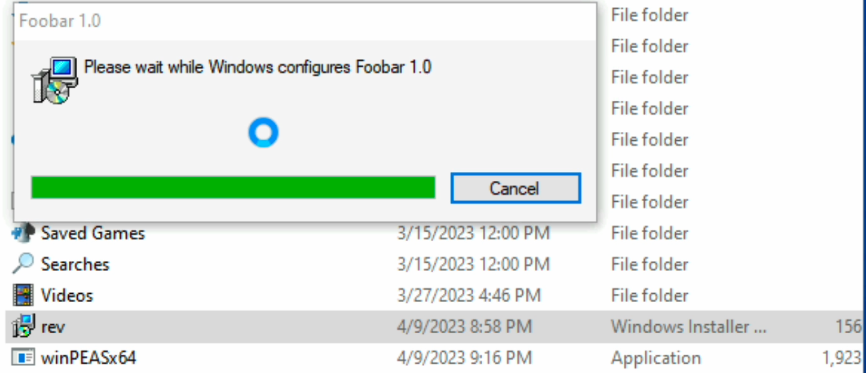 Foobar 1.0
File folder
File folder
Please wait while Windows configures Foobar 1.0
File folder
File folder
File folder
File folder
Cancel
File folder
Saved Games 3/15/2023 12:00 PM File folder
Searches 3/15/2023 12:00 PM File folder
Videos 3/27/2023 4:46 PM File folder
rev 4/9/2023 8:58 PM Windows Installer ... 156
winPEASx64 4/9/2023 9:16 PM Application 1,923